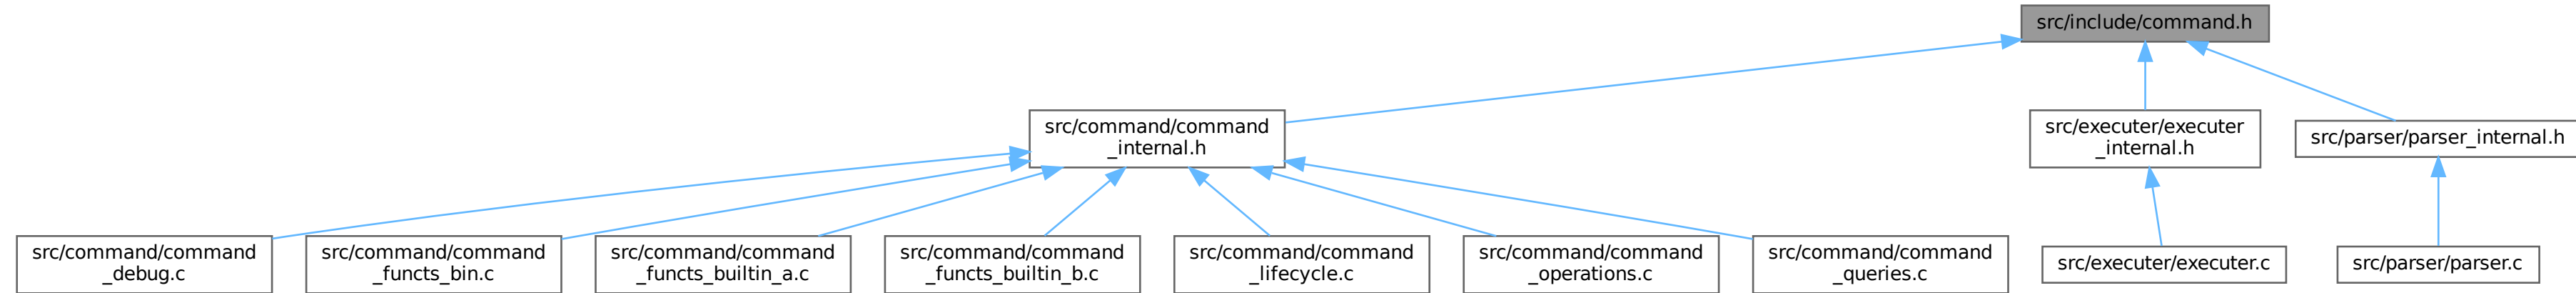 src/include/command.h
src/command/command
_internal.h
src/executer/executer
_internal.h
src/parser/parser_internal.h
src/command/command
_debug.c
src/command/command
_functs_bin.c
src/command/command
_functs_builtin_a.c
src/command/command
_functs_builtin_b.c
src/command/command
_lifecycle.c
src/command/command
_operations.c
src/command/command
_queries.c
src/executer/executer.c
src/parser/parser.c